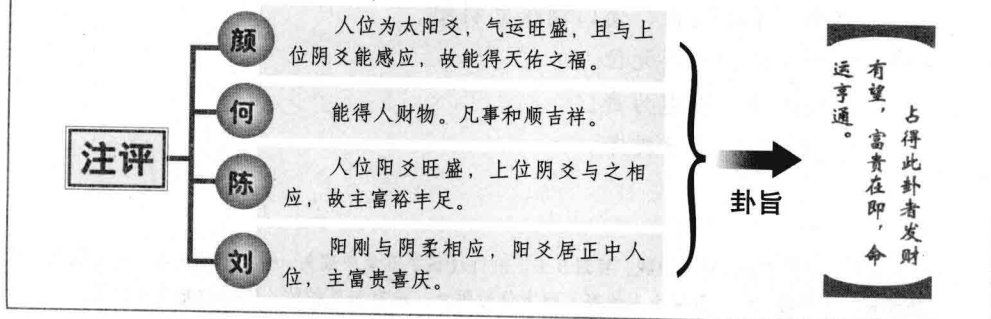 注评
颜
人位为太阳爻，气运旺盛，且与上
位阴爻能感应，故能得天佑之福。
何
能得人财物。凡事和顺吉祥。
陈
人位阳爻旺盛，上位阴爻与之相
应，故主富裕丰足。
刘
阳刚与阴柔相应，阳爻居正中人
位，主富贵喜庆。
卦旨
占得此卦者发财
有望，富贵在即，命
运亨通。